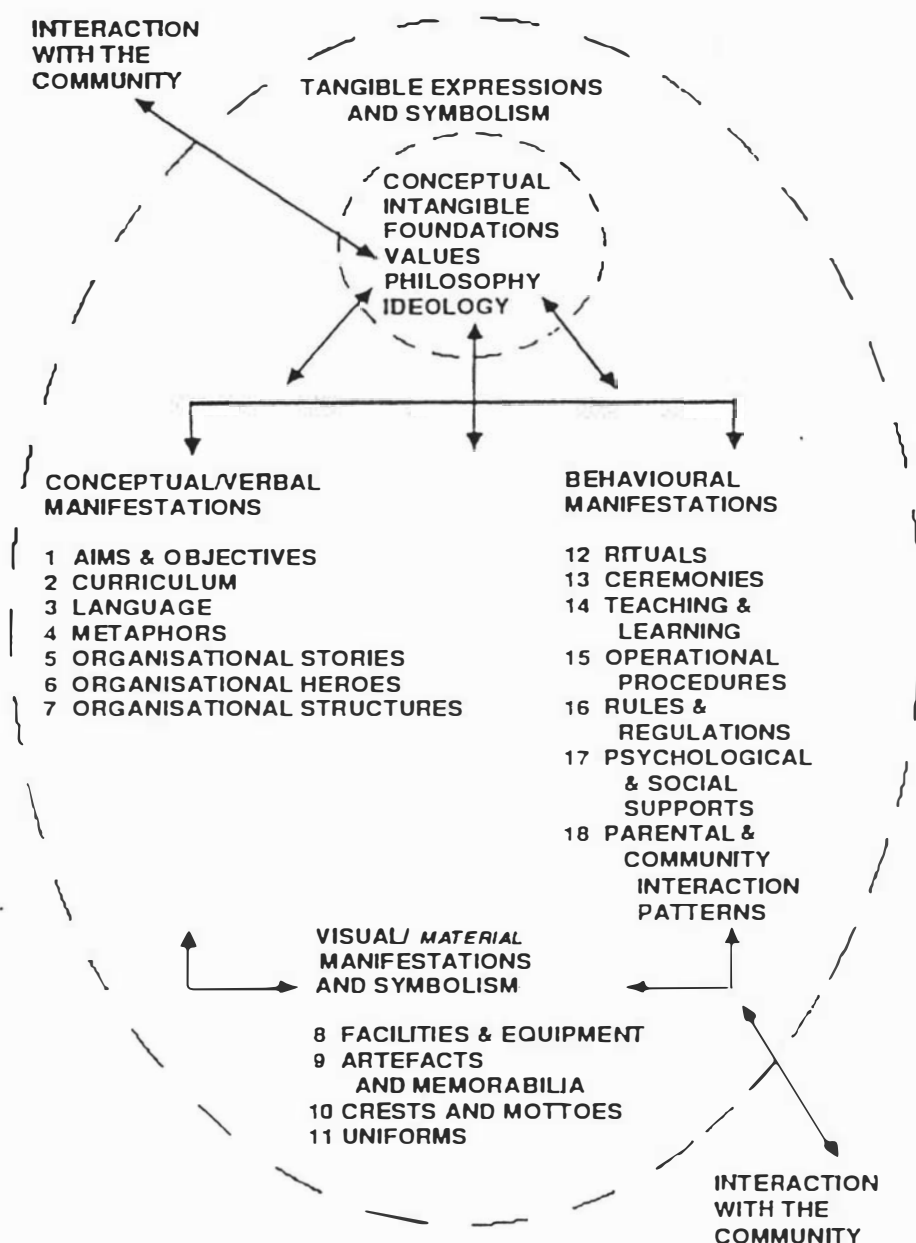 INTERACTION
WITH THE
COMMUNITY
TANGIBLE EXPRESSIONS
AND SYMBOLISM
CONCEPTUAL
INTANGIBLE
FOUNDATIONS
VALUES
PHILOSOPHY
IDEOLOGY
CONCEPTUAL/VERBAL
MANIFESTATIONS
1 AIMS & OBJECTIVES
2 CURRICULUM
3 LANGUAGE
4 METAPHORS
5 ORGANISATIONAL STORIES
6 ORGANISATIONAL HEROES
7 ORGANISATIONAL STRUCTURES
BEHAVIOURAL
MANIFESTATIONS
12 RITUALS
13 CEREMONIES
14 TEACHING &
LEARNING
15 OPERATIONAL
PROCEDURES
16 RULES &
REGULATIONS
17 PSYCHOLOGICAL
& SOCIAL
SUPPORTS
18 PARENTAL &
COMMUNITY
INTERACTION
PATTERNS
VISUAL/ MATERIAL
MANIFESTATIONS
AND SYMBOLISM
8 FACILITIES & EQUIPMENT
9 ARTEFACTS
AND MEMORABILIA
10 CRESTS AND MOTTOES
11 UNIFORMS
INTERACTION
WITH THE
COMMUNITY